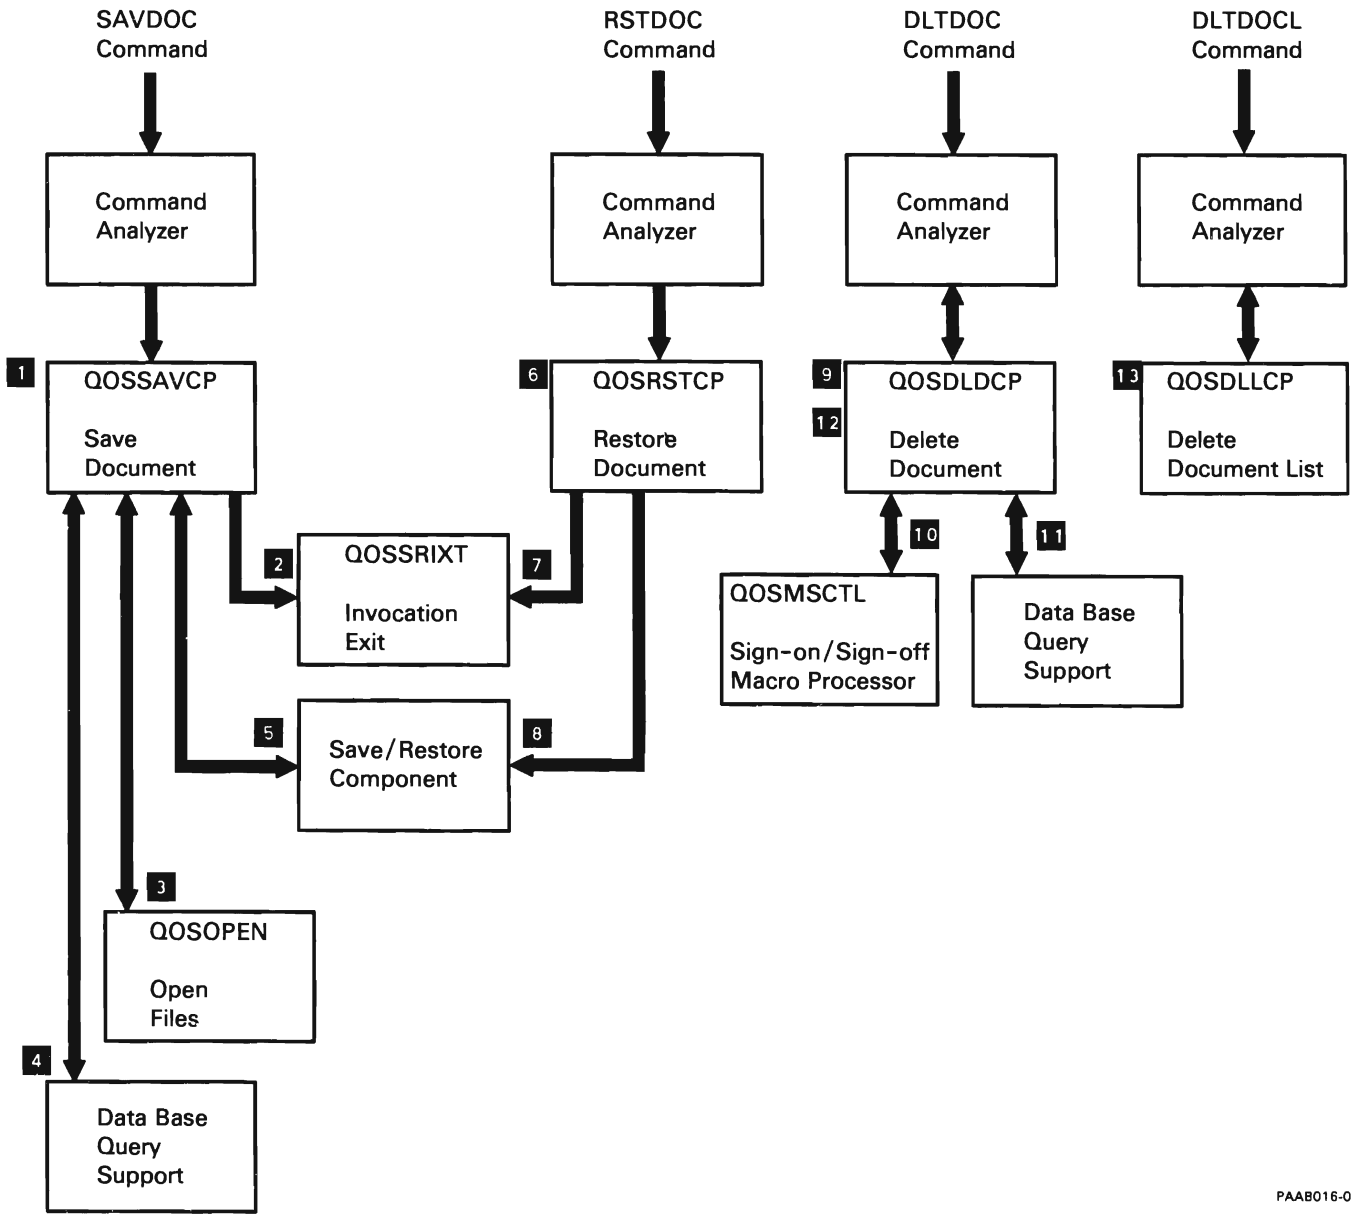 SAVDOC
Command
RSTDOC
Command
DLTDOC
Command
DLTDOCL
Command
Command
Analyzer
Command
Analyzer
Command
Analyzer
Command
Analyzer
1
QOSSAVCP
Save
Document
6
QOSRSTCP
Restore
Document
9
12
QOSDLDCP
Delete
Document
13
QOSDLLCP
Delete
Document List
2
QOSSRIXT
Invocation
Exit
7
10
QOSMSCTL
Sign-on/Sign-off
Macro Processor
11
Data Base
Query
Support
5
Save/Restore
Component
8
3
QOSOPEN
Open
Files
4
Data Base
Query
Support
PAAB016-0